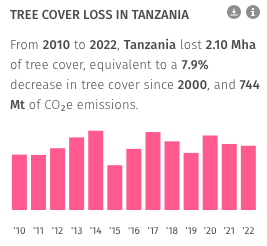 TREE COVER LOSS IN TANZANIA
From 2010 to 2022, Tanzania lost 2.10 Mha
of tree cover, equivalent to a 7.9%
decrease in tree cover since 2000, and 744
Mt of CO₂e emissions.
'10 '11 '12 '13 '14 '15 '16 '17 '18 '19 '20 '21 '22